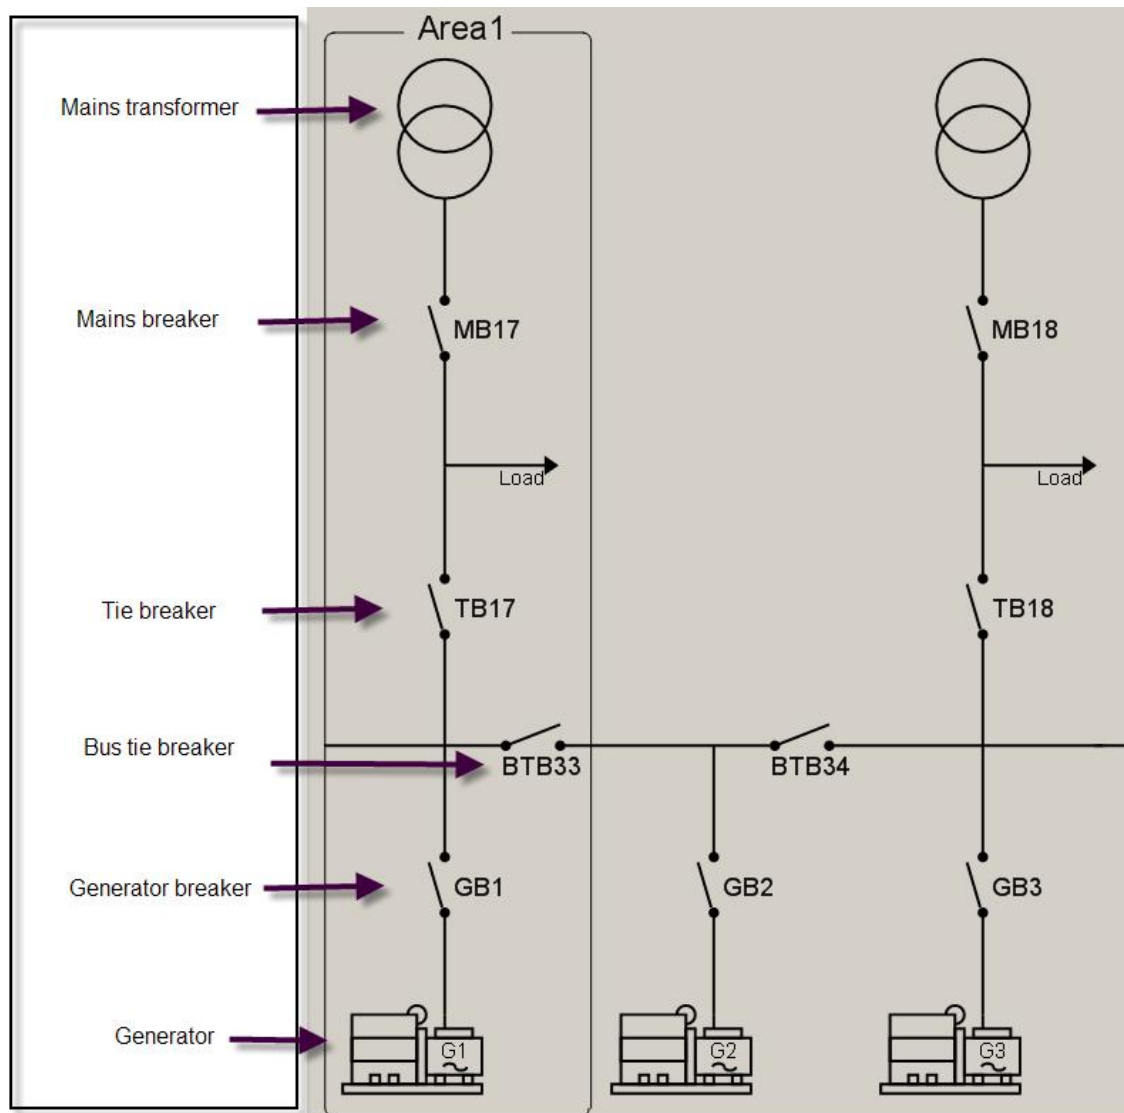 Area1
Mains transformer
Mains breaker
MB17
MB18
Load
Load
Tie breaker
TB17
TB18
Bus tie breaker
BTB33
BTB34
Generator breaker
GB1
GB2
GB3
Generator
G1
G2
G3